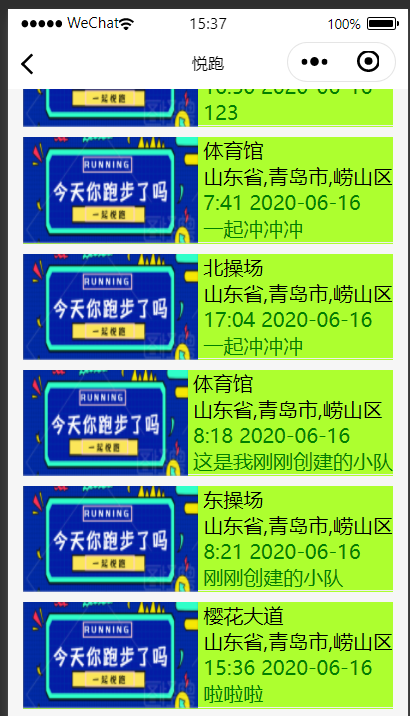 WeChat 15:37 100%
悦跑
16:50 2020-06-16
123
一起悦跑
RUNNING
今天你跑步了吗
一起悦跑
体育馆
山东省,青岛市,崂山区
7:41 2020-06-16
一起冲冲冲
RUNNING
今天你跑步了吗
一起悦跑
北操场
山东省,青岛市,崂山区
17:04 2020-06-16
一起冲冲冲
RUNNING
今天你跑步了吗
一起悦跑
体育馆
山东省,青岛市,崂山区
8:18 2020-06-16
这是我刚刚创建的小队
RUNNING
今天你跑步了吗
一起悦跑
东操场
山东省,青岛市,崂山区
8:21 2020-06-16
刚刚创建的小队
RUNNING
今天你跑步了吗
一起悦跑
樱花大道
山东省,青岛市,崂山区
15:36 2020-06-16
啦啦啦